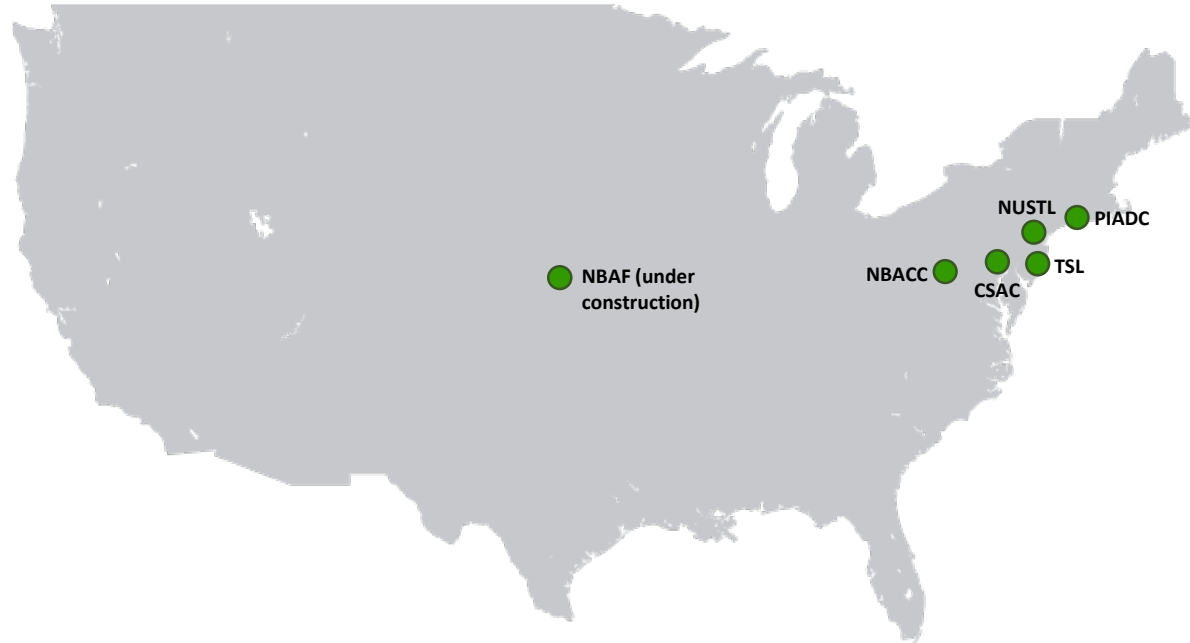 NUSTL
PIADC
NBACC
TSL
CSAC
NBAF (under
construction)